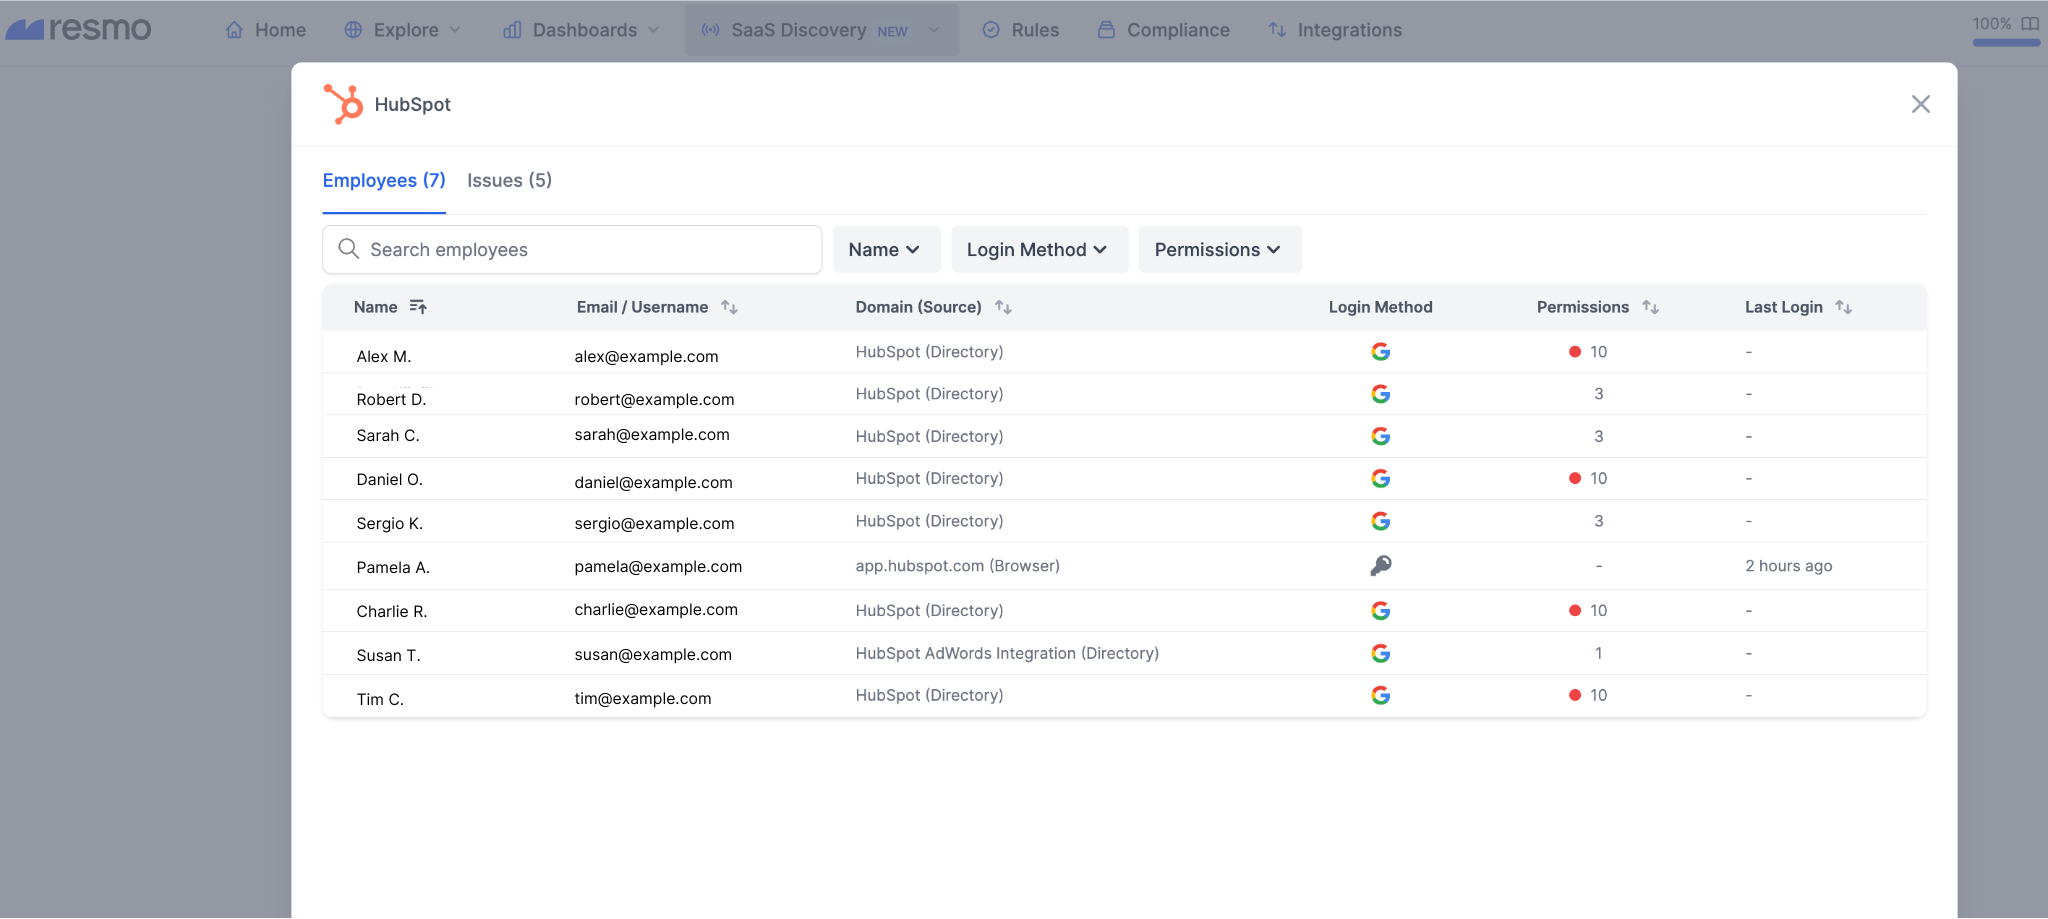 resmo Home Explore Dashboards SaaS Discovery NEW Rules Compliance Integrations 100%
HubSpot
Employees (7) Issues (5)
Search employees Name Login Method Permissions
Name Email / Username Domain (Source) Login Method Permissions Last Login
Alex M. alex@example.com HubSpot (Directory) 10 -
Robert D. robert@example.com HubSpot (Directory) 3 -
Sarah C. sarah@example.com HubSpot (Directory) 3 -
Daniel O. daniel@example.com HubSpot (Directory) 10 -
Sergio K. sergio@example.com HubSpot (Directory) 3 -
Pamela A. pamela@example.com app.hubspot.com (Browser) - 2 hours ago
Charlie R. charlie@example.com HubSpot (Directory) 10 -
Susan T. susan@example.com HubSpot AdWords Integration (Directory) 1 -
Tim C. tim@example.com HubSpot (Directory) 10 -